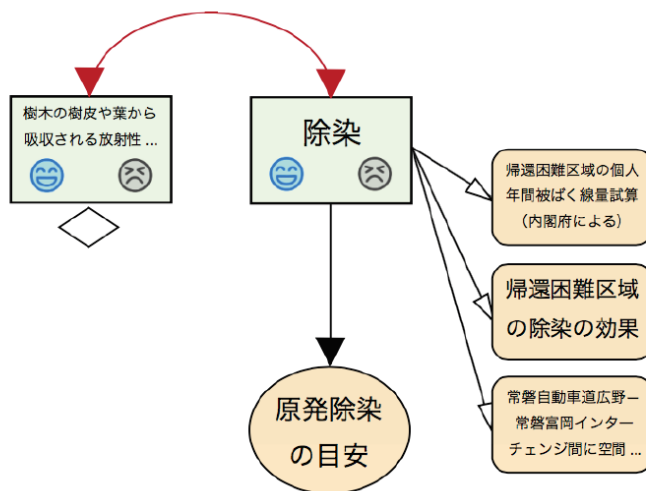 樹木の樹皮や葉から
吸収される放射性 ...
除染
帰還困難区域の個人
年間被ばく線量試算
（内閣府による）
帰還困難区域
の除染の効果
常磐自動車道広野ー
常磐富岡インター
チェンジ間に空間 ...
原発除染
の目安